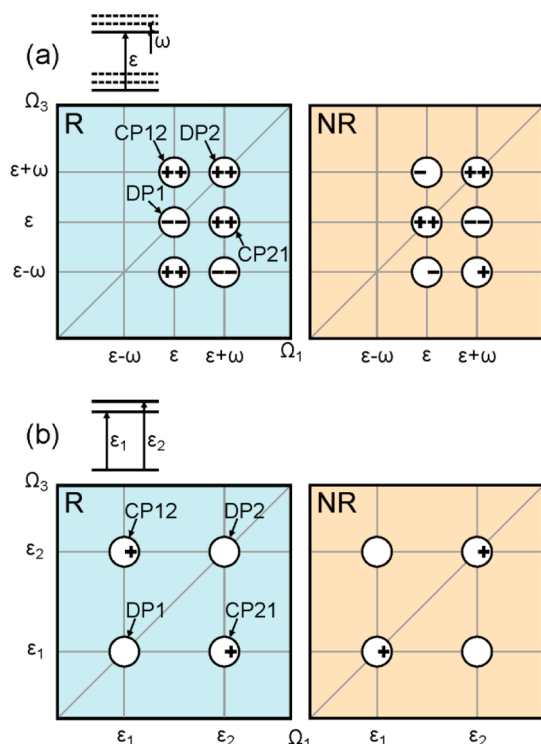 ω
ε
(a)
Ω3
R
NR
CP12
DP2
ε+ω
++
++
-
++
DP1
ε
--
++
++
--
CP21
ε-ω
++
--
-
+
ε-ω
ε
ε+ω
Ω1
ε-ω
ε
ε+ω
(b)
ε1
ε2
Ω3
R
NR
CP12
DP2
ε2
+
+
DP1
CP21
ε1
+
+
ε1
ε2
Ω1
ε1
ε2